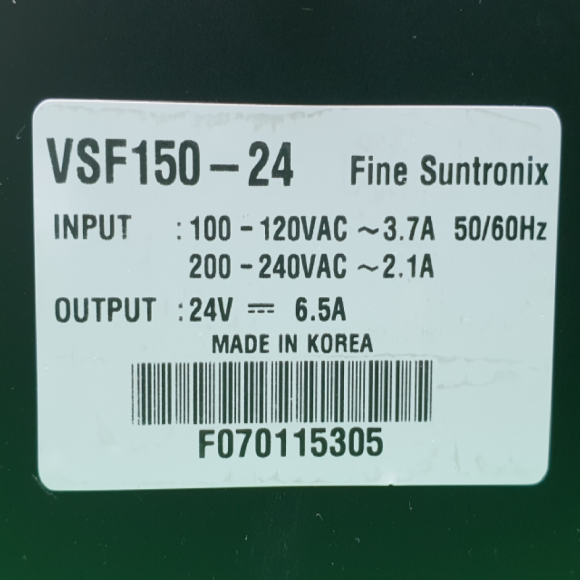 VSF150-24 Fine Suntronix
INPUT : 100-120VAC ~3.7A 50/60Hz
200-240VAC ~2.1A
OUTPUT : 24V ⎓ 6.5A
MADE IN KOREA
F070115305